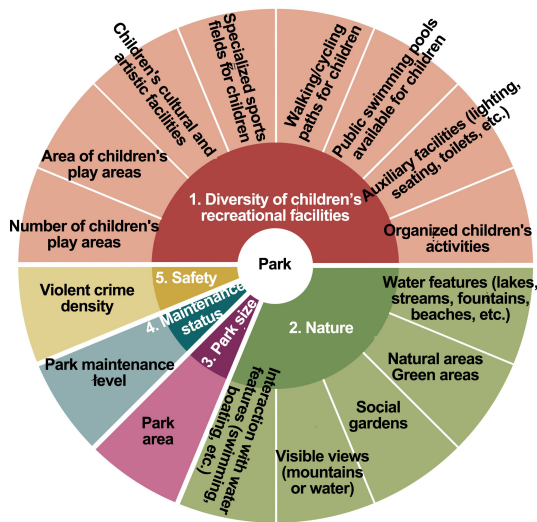 Children's cultural and
artistic facilities
Specialized sports
fields for children
Walking/cycling
paths for children
Public swimming pools
available for children
Auxiliary facilities (lighting,
seating, toilets, etc.)
Area of children's
play areas
Number of children's
play areas
Organized children's
activities
1. Diversity of children's
recreational facilities
Park
5. Safety
4. Maintenance
status
3. Park size
2. Nature
Violent crime
density
Park maintenance
level
Park
area
Interaction with water
features (swimming,
boating, etc.)
Visible views
(mountains
or water)
Social
gardens
Natural areas
Green areas
Water features (lakes,
streams, fountains,
beaches, etc.)